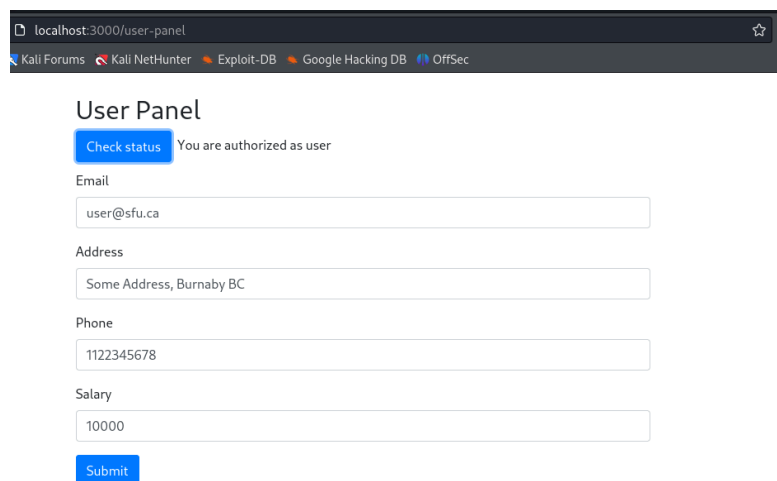 localhost:3000/user-panel
Kali Forums Kali NetHunter Exploit-DB Google Hacking DB OffSec
User Panel
Check status You are authorized as user
Email
user@sfu.ca
Address
Some Address, Burnaby BC
Phone
1122345678
Salary
10000
Submit